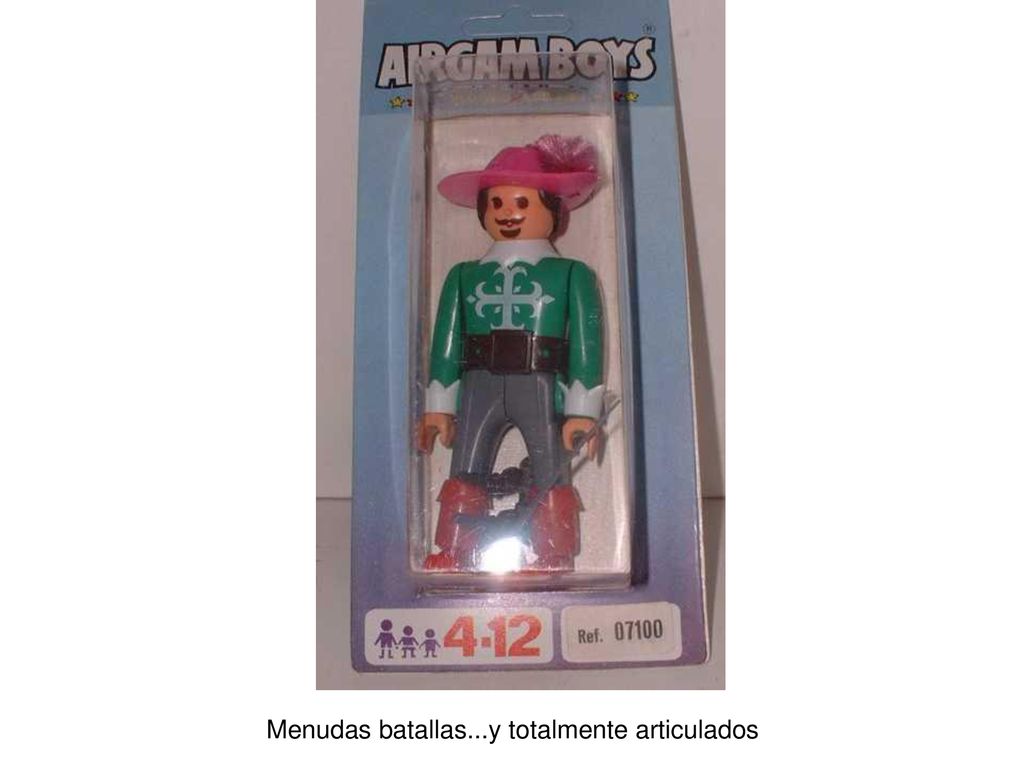 AIRGAM BOYS
®
4-12
Ref. 07100
Menudas batallas...y totalmente articulados